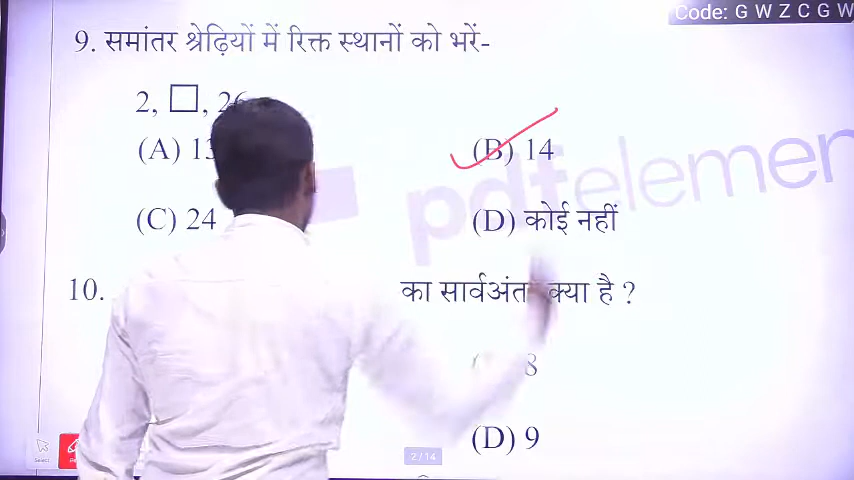 Code: G W Z C G W
9. समांतर श्रेढ़ियों में रिक्त स्थानों को भरें-
2, □, 26
(A) 13 (B) 14
(C) 24 (D) कोई नहीं
10. का सार्वअंतर क्या है ?
8
(D) 9
pdfelemen
Select
2 / 14